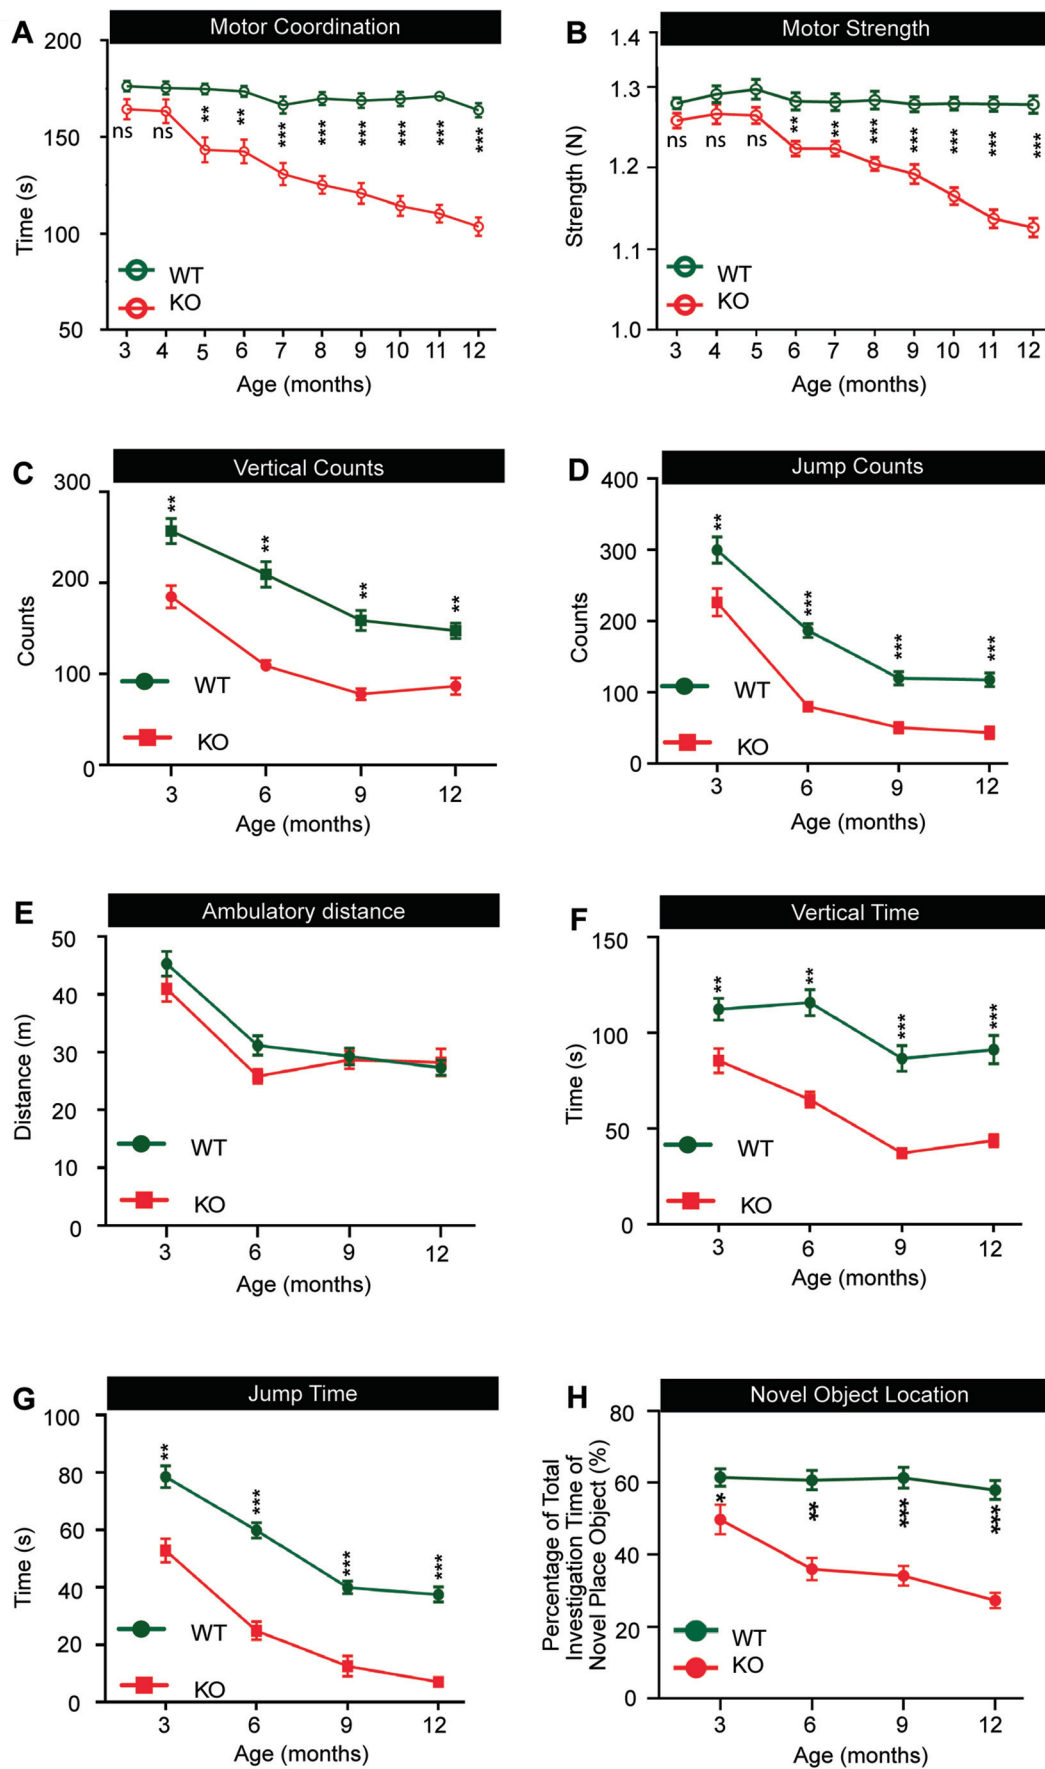 A
Motor Coordination
200
150
100
50
Time (s)
ns
ns
**
**
***
***
***
***
***
***
WT
KO
3 4 5 6 7 8 9 10 11 12
Age (months)
B
Motor Strength
1.4
1.3
1.2
1.1
1.0
Strength (N)
ns
ns
ns
**
**
***
***
***
***
***
WT
KO
3 4 5 6 7 8 9 10 11 12
Age (months)
C
Vertical Counts
300
200
100
0
Counts
**
**
**
**
WT
KO
3 6 9 12
Age (months)
D
Jump Counts
400
300
200
100
0
Counts
**
***
***
***
WT
KO
3 6 9 12
Age (months)
E
Ambulatory distance
50
40
30
20
10
0
Distance (m)
WT
KO
3 6 9 12
Age (months)
F
Vertical Time
150
100
50
0
Time (s)
**
**
***
***
WT
KO
3 6 9 12
Age (months)
G
Jump Time
100
80
60
40
20
0
Time (s)
**
***
***
***
WT
KO
3 6 9 12
Age (months)
H
Novel Object Location
80
60
40
20
0
Percentage of Total
Investigation Time of
Novel Place Object (%)
*
**
***
***
WT
KO
3 6 9 12
Age (months)